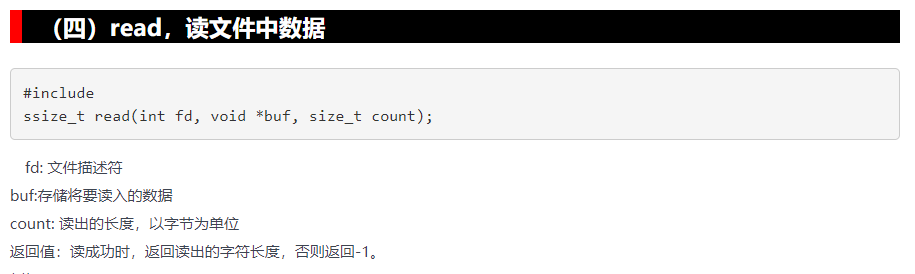 （四）read，读文件中数据
#include
ssize_t read(int fd, void *buf, size_t count);
fd: 文件描述符
buf:存储将要读入的数据
count: 读出的长度，以字节为单位
返回值：读成功时，返回读出的字符长度，否则返回-1。